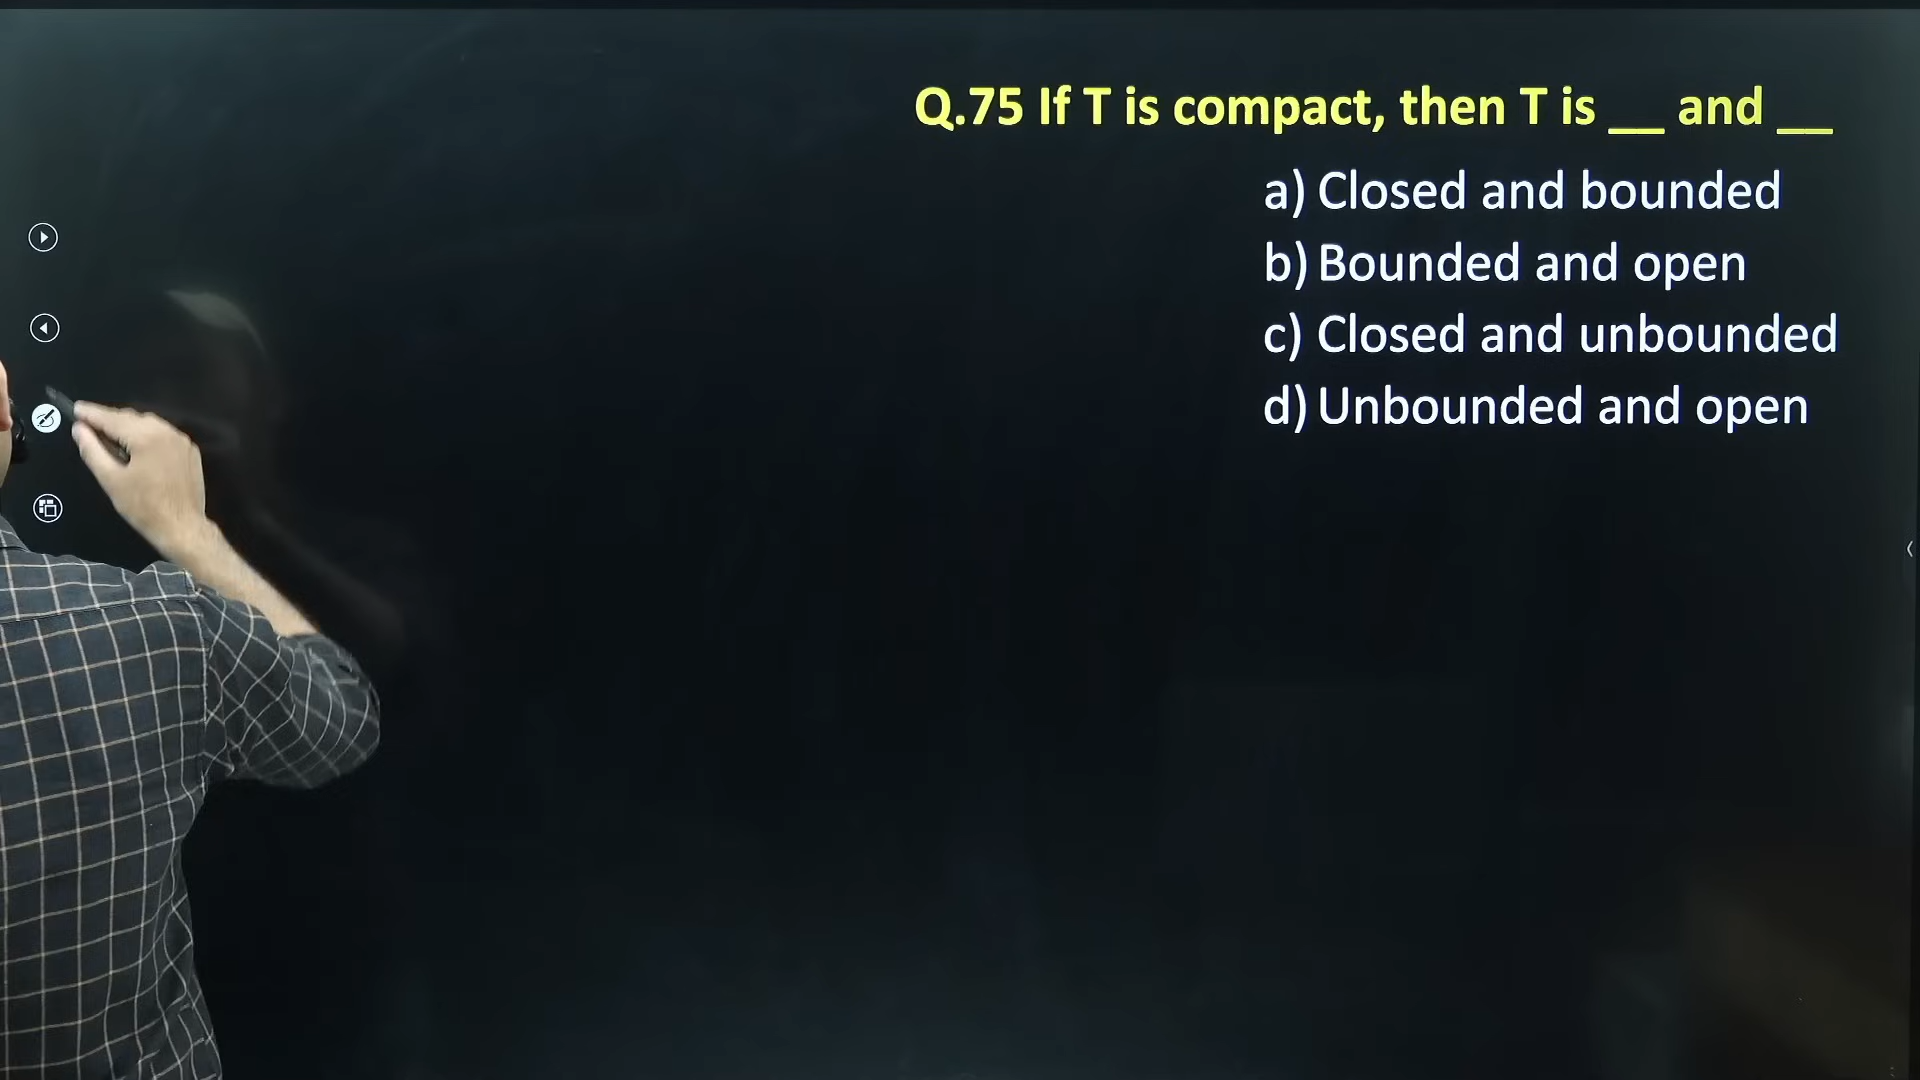 Q.75 If T is compact, then T is __ and __
a) Closed and bounded
b) Bounded and open
c) Closed and unbounded
d) Unbounded and open